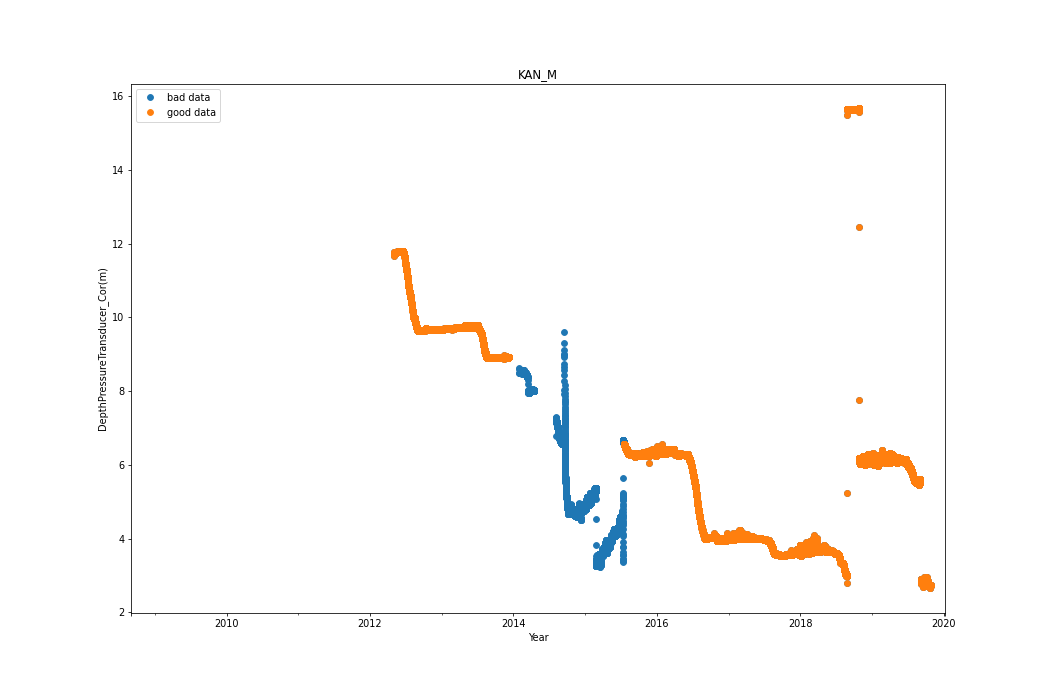 KAN_M
bad data
good data
16
14
12
10
8
6
4
2
DepthPressureTransducer_Cor(m)
2010
2012
2014
2016
2018
2020
Year